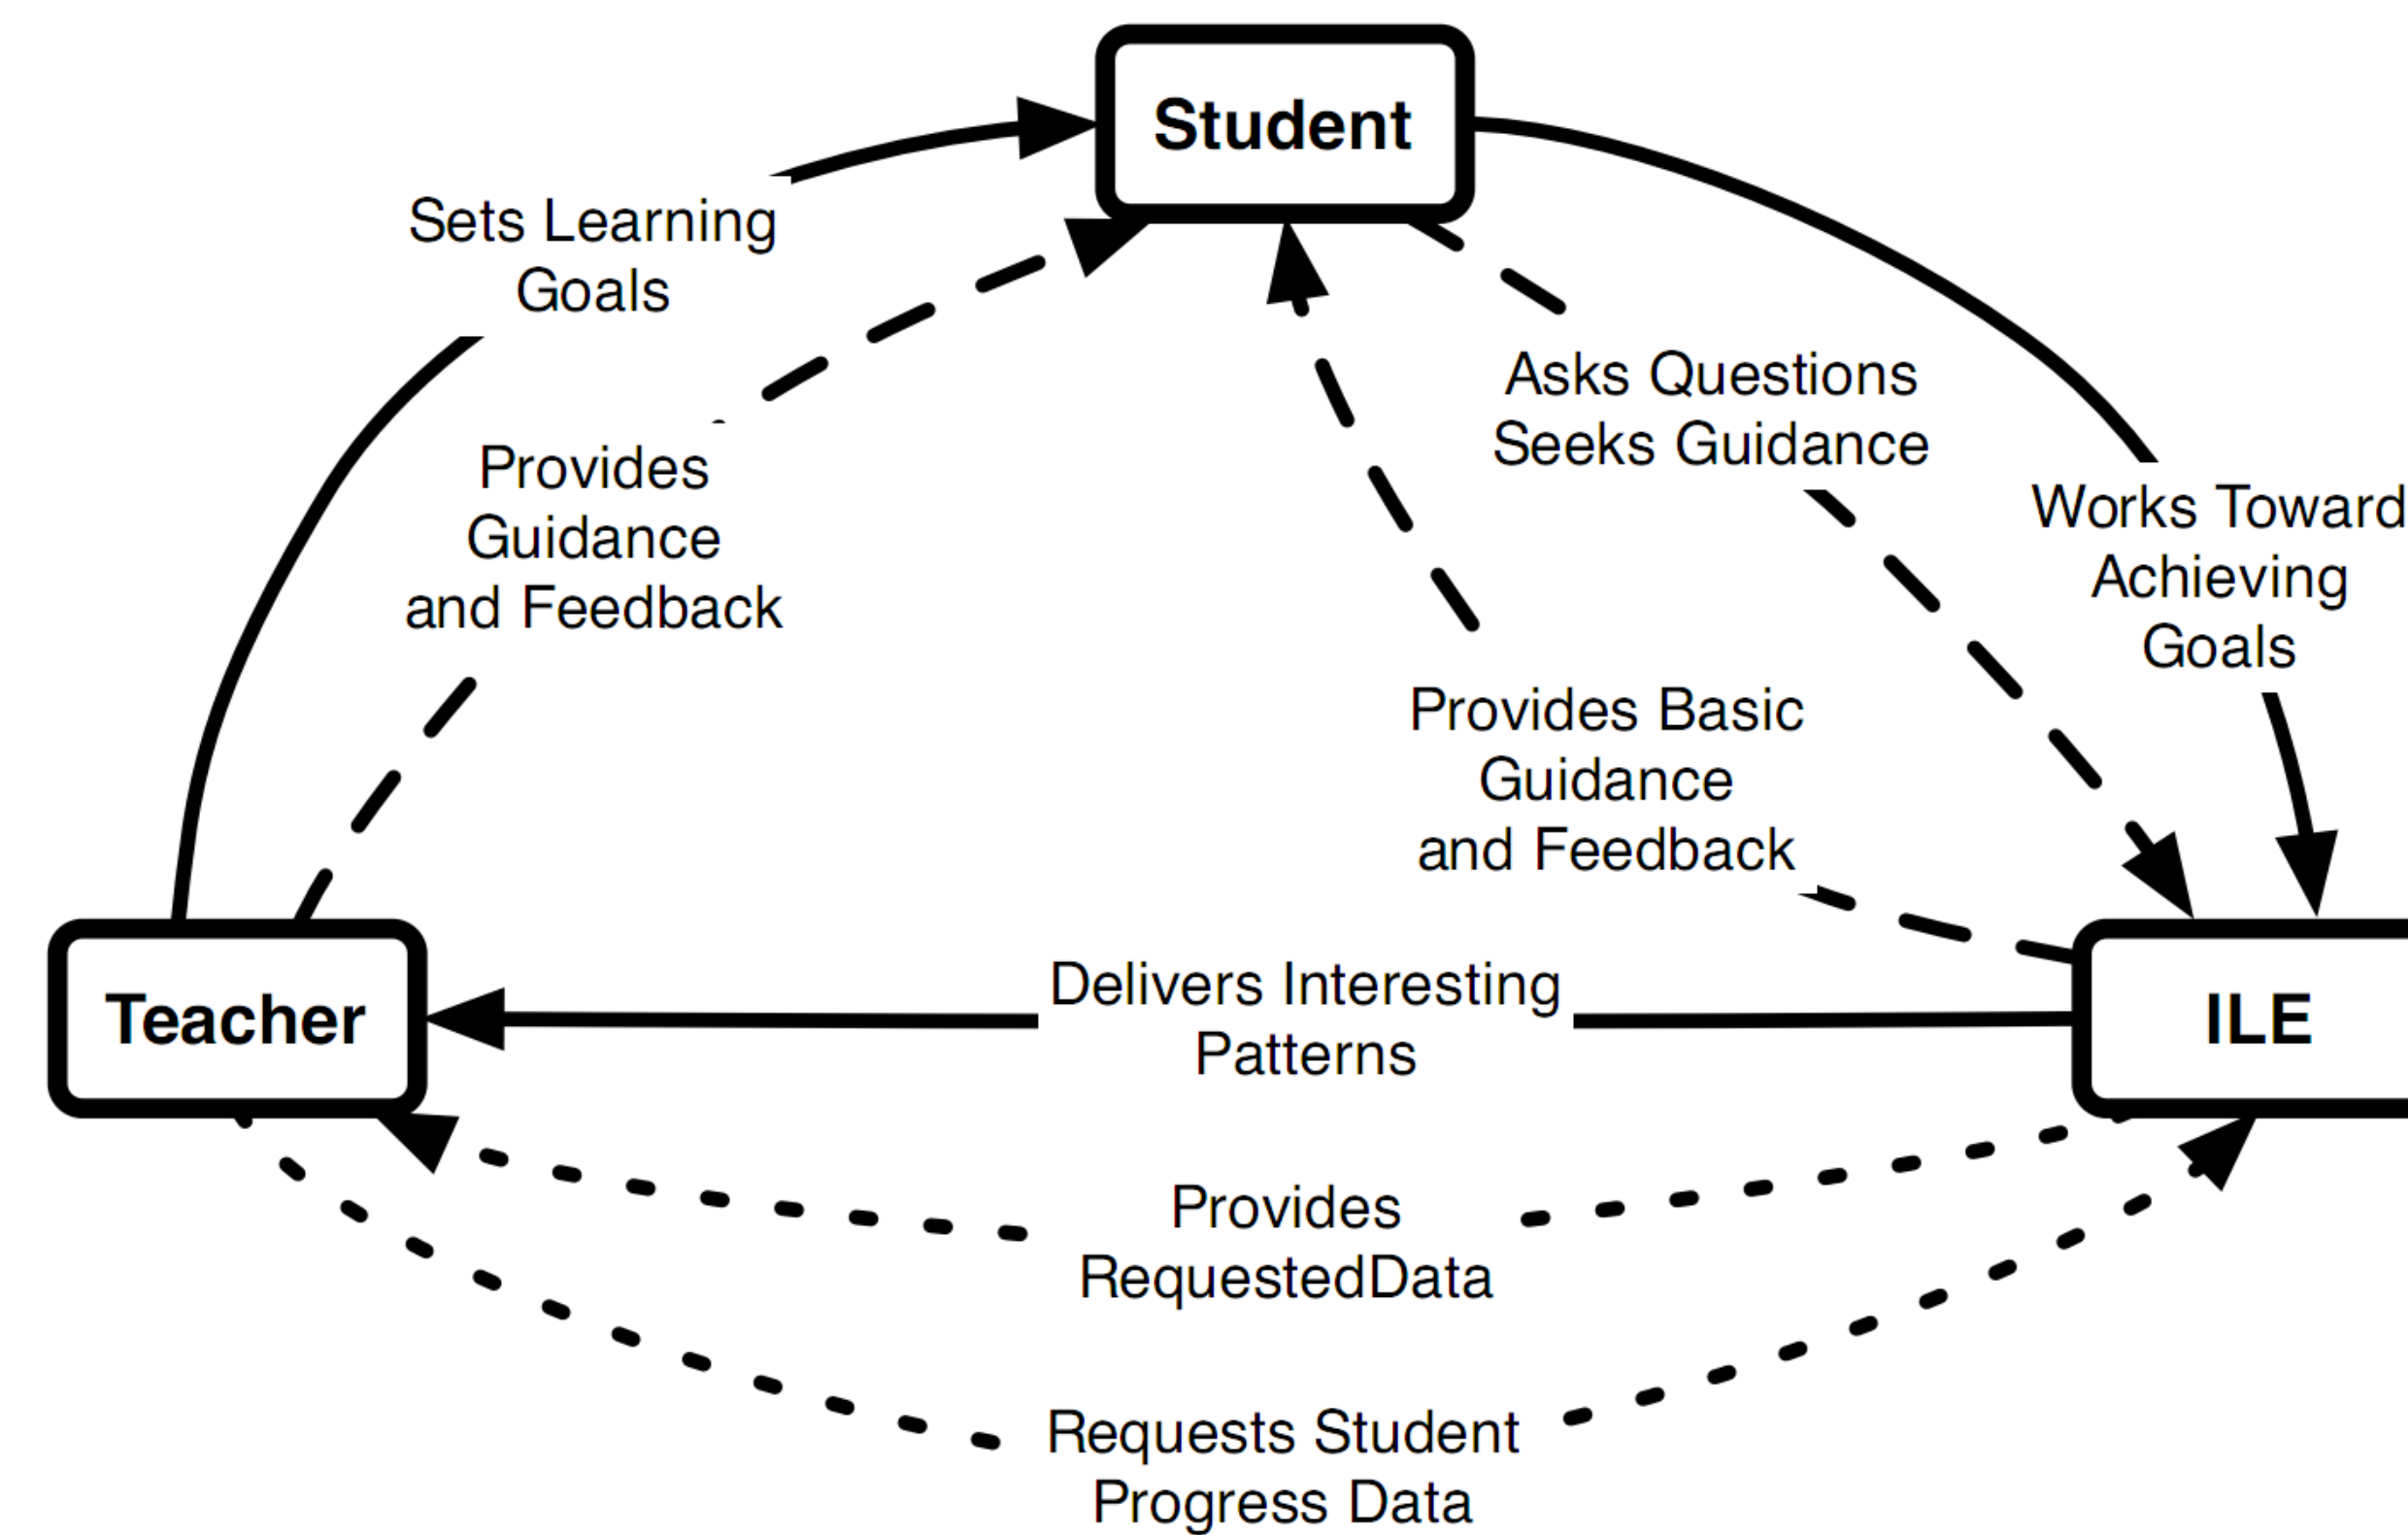 Student
Sets Learning
Goals
Asks Questions
Seeks Guidance
Provides
Guidance
and Feedback
Works Toward
Achieving
Goals
Provides Basic
Guidance
and Feedback
Delivers Interesting
Patterns
Teacher
ILE
Provides
RequestedData
Requests Student
Progress Data